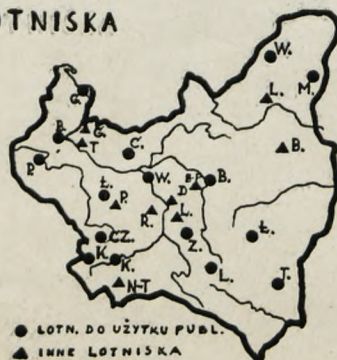 OTNISKA
W.
M.
L.
G.
B.
G.
T
C.
B.
P.
W.
B.
D
Ł.
P.
R.
L.
Ł.
CZ.
Z.
K.
K.
L.
T.
N-T
LOTN. DO UŻYTKU PUBL.
INNE LOTNISKA